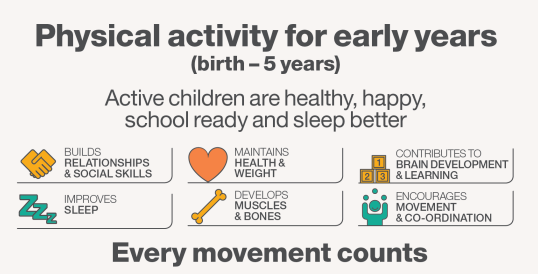 Physical activity for early years
(birth – 5 years)
Active children are healthy, happy,
school ready and sleep better
BUILDS
RELATIONSHIPS
& SOCIAL SKILLS
MAINTAINS
HEALTH &
WEIGHT
1
2 3
CONTRIBUTES TO
BRAIN DEVELOPMENT
& LEARNING
ZZZZ
IMPROVES
SLEEP
DEVELOPS
MUSCLES
& BONES
ENCOURAGES
MOVEMENT
& CO-ORDINATION
Every movement counts